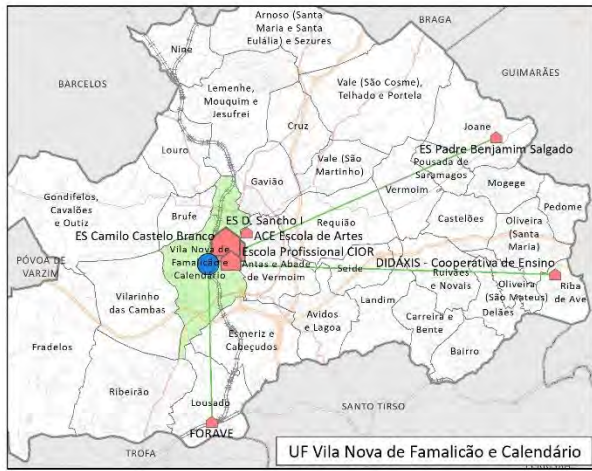 Arnoso (Santa
Maria e Santa
Eulália) e Sezures
BRAGA
Nine
GUIMARÃES
BARCELOS
Lemenhe,
Mouquim e
Jesufrei
Vale (São Cosme),
Telhado e Portela
Cruz
Joane
ES Padre Benjamim Salgado
Louro
Vale (São
Martinho)
Pousada de
Saramagos
Gavião
Vermoim
Mogege
Gondifelos,
Cavalões
e Outiz
Brufe
ES D. Sancho I
Requião
Castelões
Pedome
Oliveira
(Santa
Maria)
ES Camilo Castelo Branco
ACE Escola de Artes
Vila Nova de
Famalicão e
Calendário
Escola Profissional CIOR
Antas e Abade
de Vermoim
Seide
DIDÁXIS - Cooperativa de Ensino
PÓVOA DE
VARZIM
Ruivães
e Novais
Oliveira
(São Mateus)
Riba
de Ave
Vilarinho
das Cambas
Landim
Delães
Avidos
e Lagoa
Carreira e
Bente
Fradelos
Esmeriz e
Cabeçudos
Bairro
Ribeirão
Lousado
SANTO TIRSO
FORAVE
TROFA
UF Vila Nova de Famalicão e Calendário